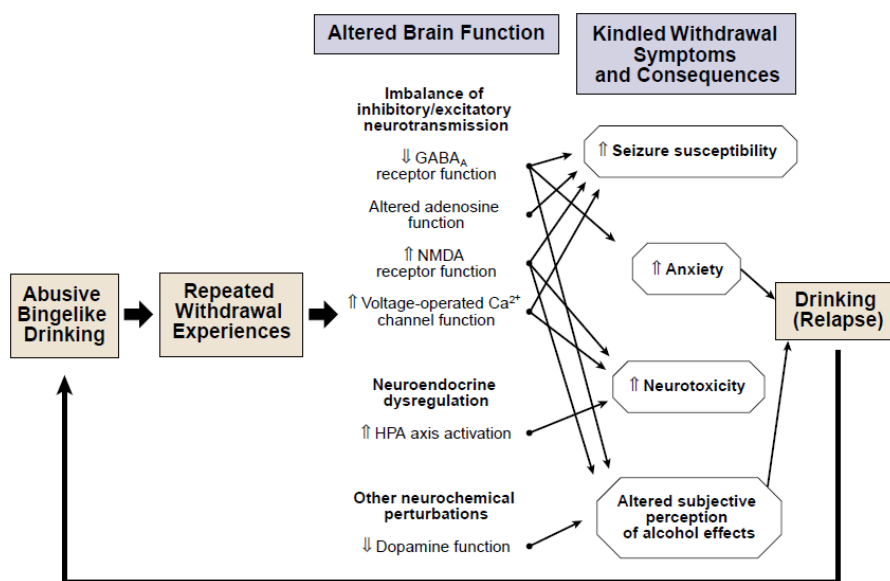 Altered Brain Function
Kindled Withdrawal
Symptoms
and Consequences
Imbalance of
inhibitory/excitatory
neurotransmission
⇓ GABA_A
receptor function
Altered adenosine
function
⇑ NMDA
receptor function
⇑ Voltage-operated Ca²⁺
channel function
Neuroendocrine
dysregulation
⇑ HPA axis activation
Other neurochemical
perturbations
⇓ Dopamine function
⇑ Seizure susceptibility
⇑ Anxiety
⇑ Neurotoxicity
Altered subjective
perception
of alcohol effects
Abusive
Bingelike
Drinking
Repeated
Withdrawal
Experiences
Drinking
(Relapse)